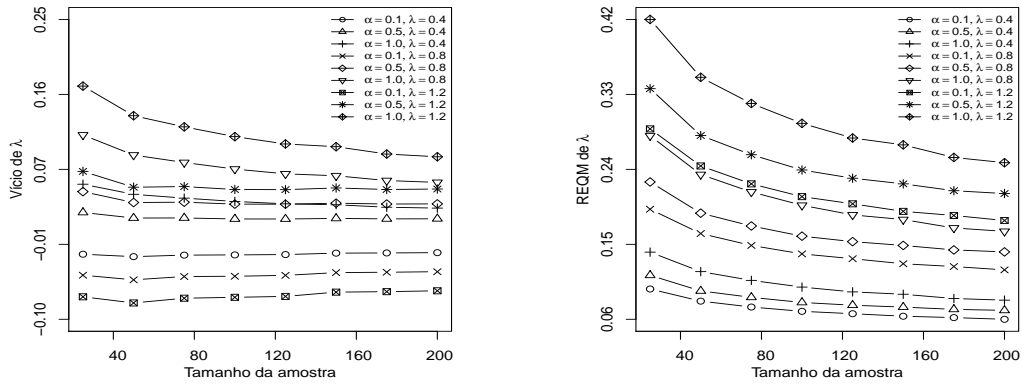 0.25
0.16
0.07
−0.01
−0.10
Vício de λ
α = 0.1, λ = 0.4
α = 0.5, λ = 0.4
α = 1.0, λ = 0.4
α = 0.1, λ = 0.8
α = 0.5, λ = 0.8
α = 1.0, λ = 0.8
α = 0.1, λ = 1.2
α = 0.5, λ = 1.2
α = 1.0, λ = 1.2
40 80 120 160 200
Tamanho da amostra
0.42
0.33
0.24
0.15
0.06
REQM de λ
α = 0.1, λ = 0.4
α = 0.5, λ = 0.4
α = 1.0, λ = 0.4
α = 0.1, λ = 0.8
α = 0.5, λ = 0.8
α = 1.0, λ = 0.8
α = 0.1, λ = 1.2
α = 0.5, λ = 1.2
α = 1.0, λ = 1.2
40 80 120 160 200
Tamanho da amostra